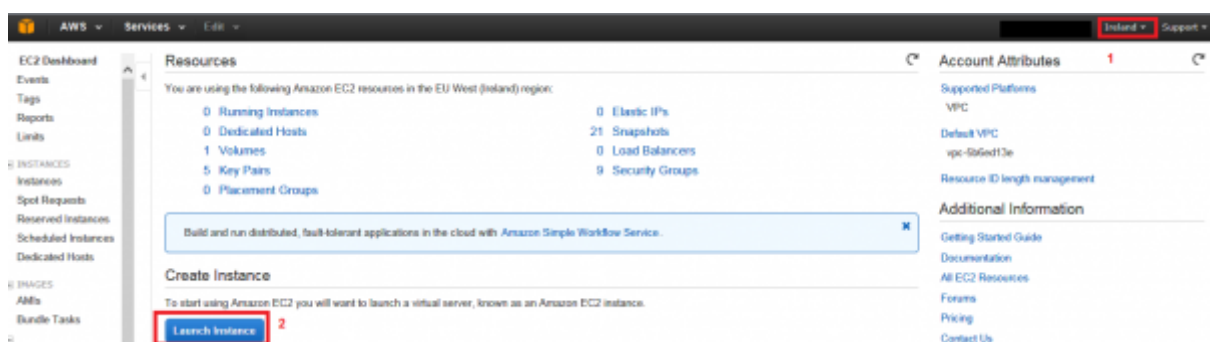 AWS Services Edit Ireland Support
EC2 Dashboard
Events
Tags
Reports
Limits
INSTANCES
Instances
Spot Requests
Reserved Instances
Scheduled Instances
Dedicated Hosts
IMAGES
AMIs
Bundle Tasks
Resources
You are using the following Amazon EC2 resources in the EU West (Ireland) region:
0 Running Instances
0 Dedicated Hosts
1 Volumes
5 Key Pairs
0 Placement Groups
0 Elastic IPs
21 Snapshots
0 Load Balancers
9 Security Groups
Build and run distributed, fault-tolerant applications in the cloud with Amazon Simple Workflow Service.
Create Instance
To start using Amazon EC2 you will want to launch a virtual server, known as an Amazon EC2 instance.
Launch Instance 2
Account Attributes 1
Supported Platforms
VPC
Default VPC
Resource ID length management
Additional Information
Getting Started Guide
Documentation
All EC2 Resources
Forums
Pricing
Contact Us